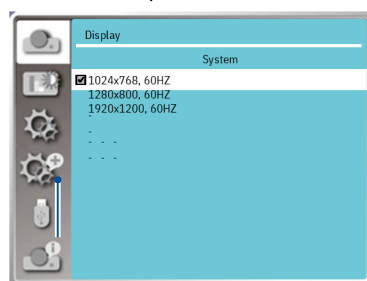 Display
System
1024x768, 60HZ
1280x800, 60HZ
1920x1200, 60HZ
-
-
- - -
- - -